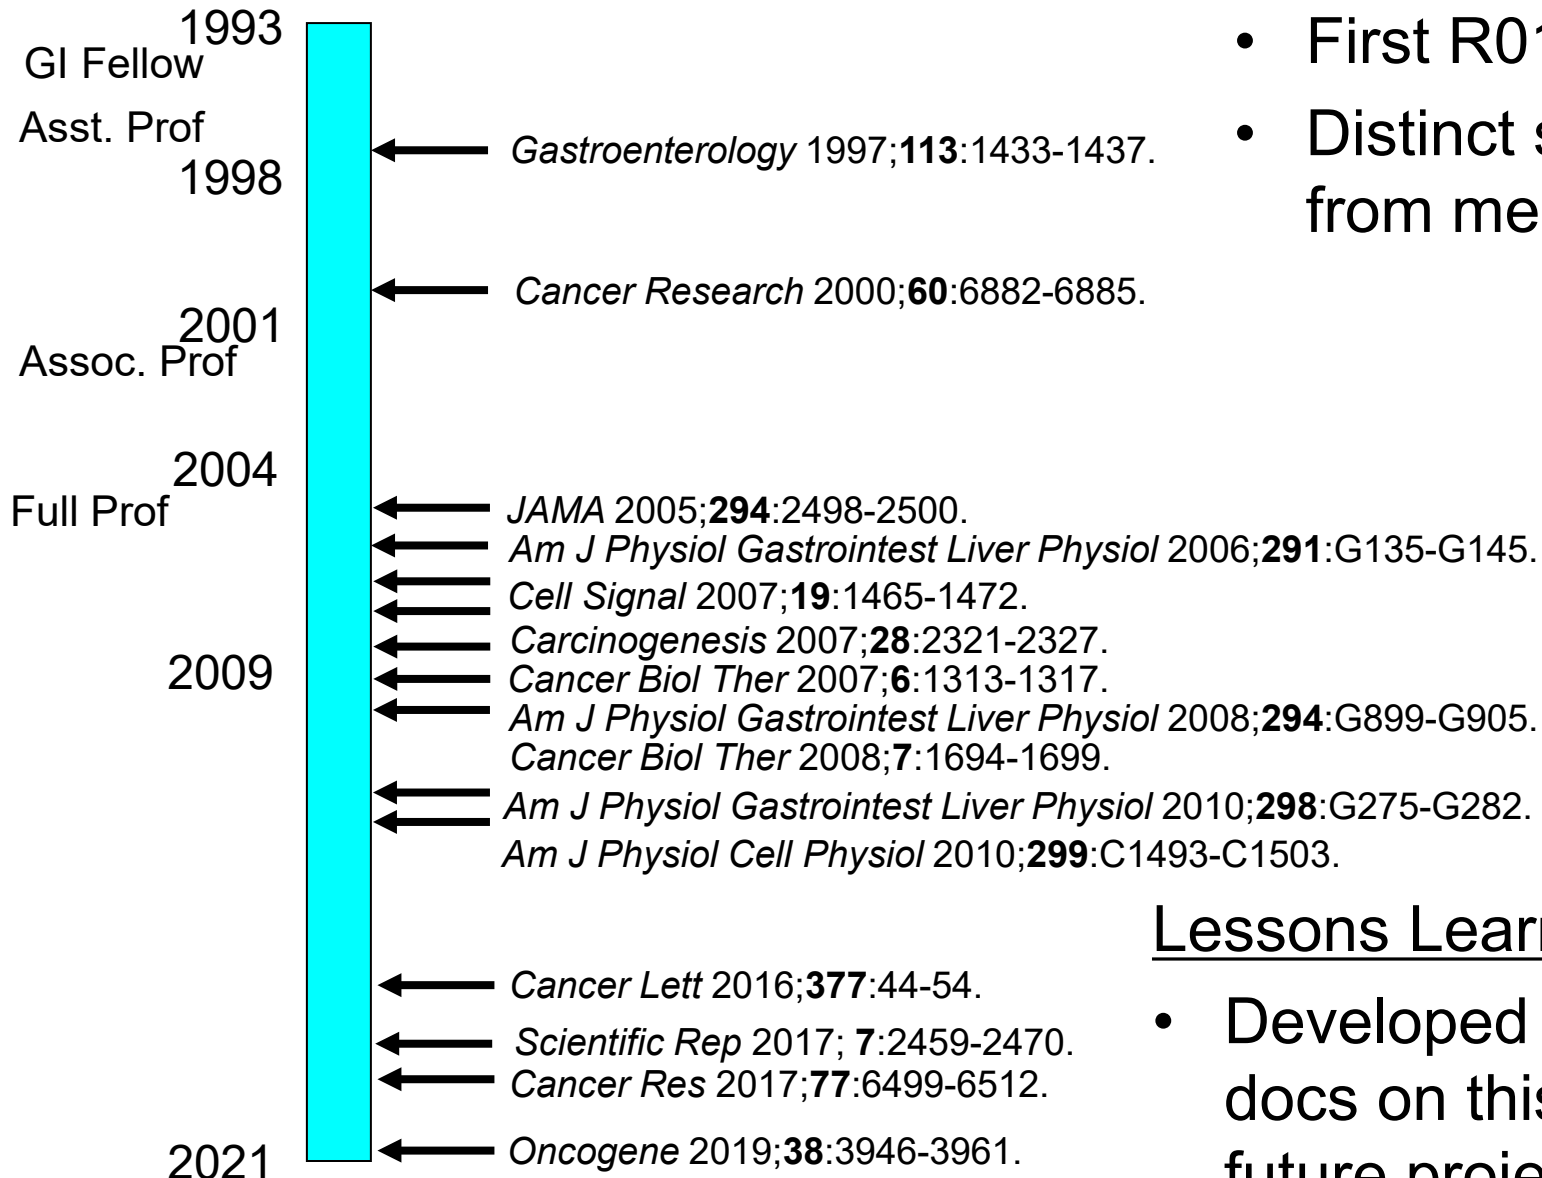 1993
GI Fellow
Asst. Prof
1998
2001
Assoc. Prof
2004
Full Prof
2009
2021
Gastroenterology 1997;113:1433-1437.
Cancer Research 2000;60:6882-6885.
JAMA 2005;294:2498-2500.
Am J Physiol Gastrointest Liver Physiol 2006;291:G135-G145.
Cell Signal 2007;19:1465-1472.
Carcinogenesis 2007;28:2321-2327.
Cancer Biol Ther 2007;6:1313-1317.
Am J Physiol Gastrointest Liver Physiol 2008;294:G899-G905.
Cancer Biol Ther 2008;7:1694-1699.
Am J Physiol Gastrointest Liver Physiol 2010;298:G275-G282.
Am J Physiol Cell Physiol 2010;299:C1493-C1503.
Cancer Lett 2016;377:44-54.
Scientific Rep 2017; 7:2459-2470.
Cancer Res 2017;77:6499-6512.
Oncogene 2019;38:3946-3961.
• First R01
• Distinct
from
Lessons
• Developed
docs on
future